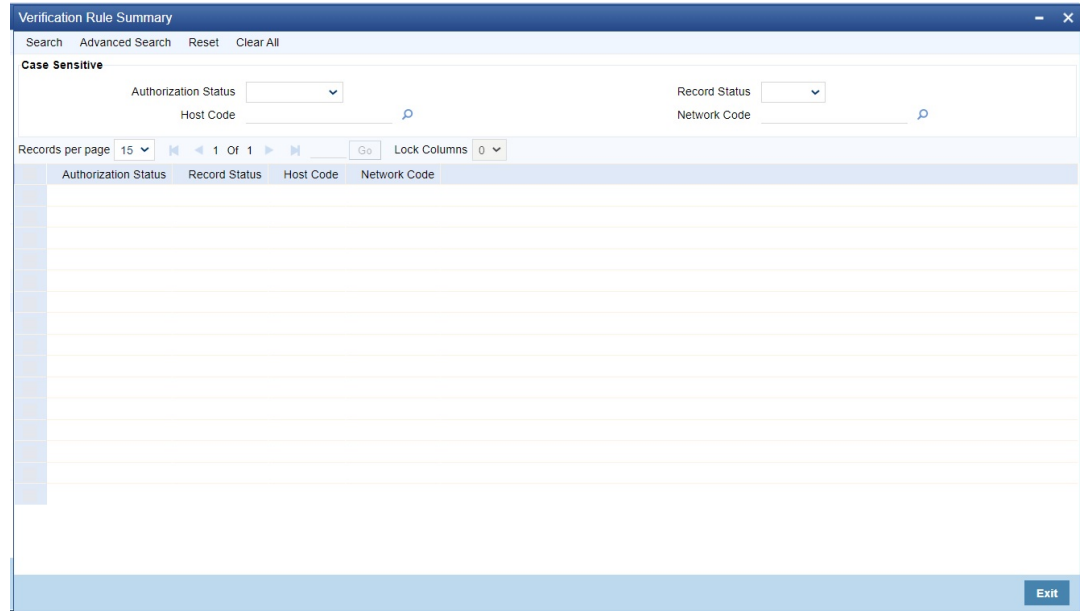 Verification Rule Summary
Search Advanced Search Reset Clear All
Case Sensitive
Authorization Status Record Status
Host Code Network Code
Records per page 15 1 Of 1 Go Lock Columns 0
Authorization Status Record Status Host Code Network Code
Exit